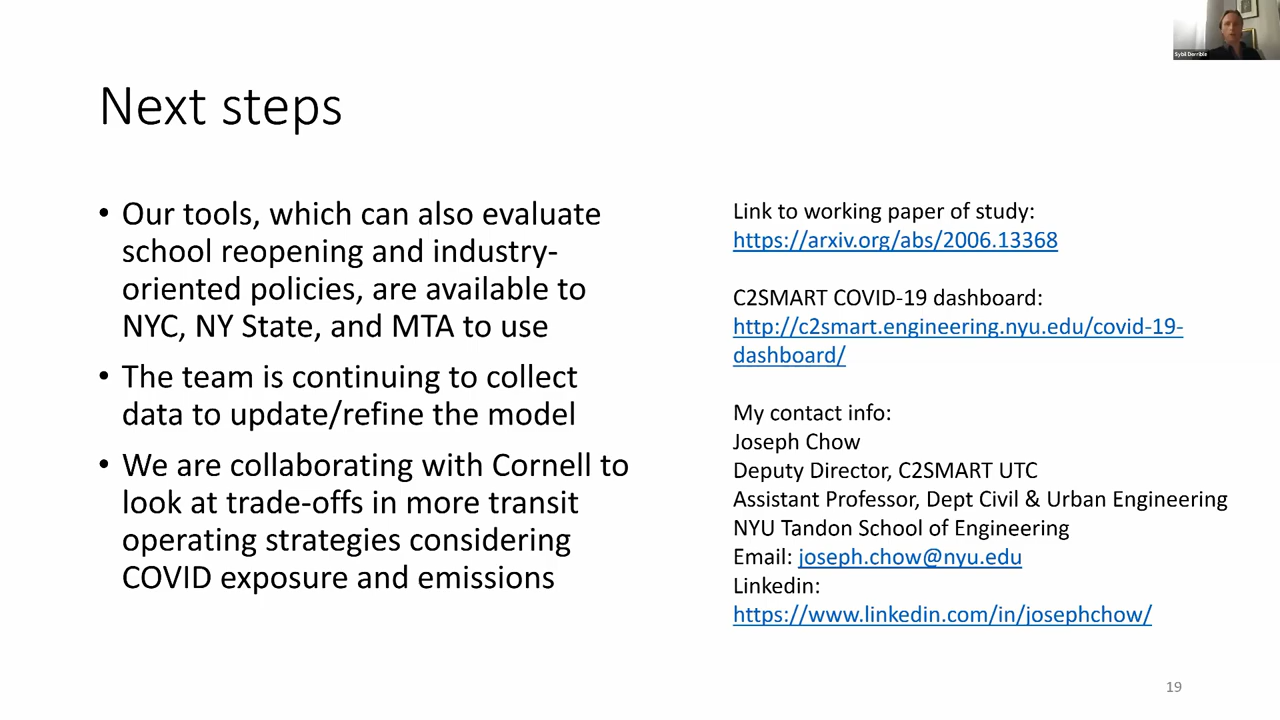 Sybil Derrible
Next steps
• Our tools, which can also evaluate
school reopening and industry-
oriented policies, are available to
NYC, NY State, and MTA to use
• The team is continuing to collect
data to update/refine the model
• We are collaborating with Cornell to
look at trade-offs in more transit
operating strategies considering
COVID exposure and emissions
Link to working paper of study:
https://arxiv.org/abs/2006.13368
C2SMART COVID-19 dashboard:
http://c2smart.engineering.nyu.edu/covid-19-
dashboard/
My contact info:
Joseph Chow
Deputy Director, C2SMART UTC
Assistant Professor, Dept Civil & Urban Engineering
NYU Tandon School of Engineering
Email: joseph.chow@nyu.edu
Linkedin:
https://www.linkedin.com/in/josephchow/
19